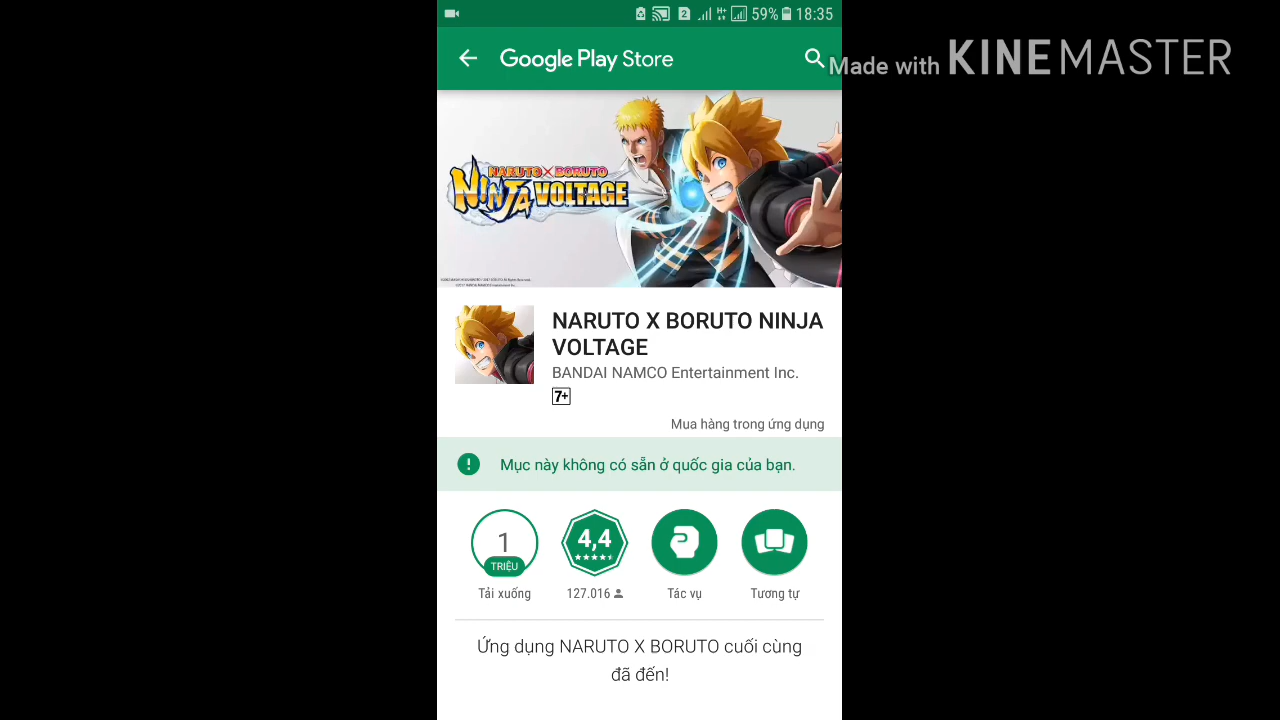 2 H+ 59% 18:35
Google Play Store
Made with KINEMASTER
NARUTO X BORUTO
NINJA VOLTAGE
NARUTO X BORUTO NINJA
VOLTAGE
BANDAI NAMCO Entertainment Inc.
7+
Mua hàng trong ứng dụng
Mục này không có sẵn ở quốc gia của bạn.
1 4,4
TRIỆU
Tải xuống 127.016 Tác vụ Tương tự
Ứng dụng NARUTO X BORUTO cuối cùng
đã đến!